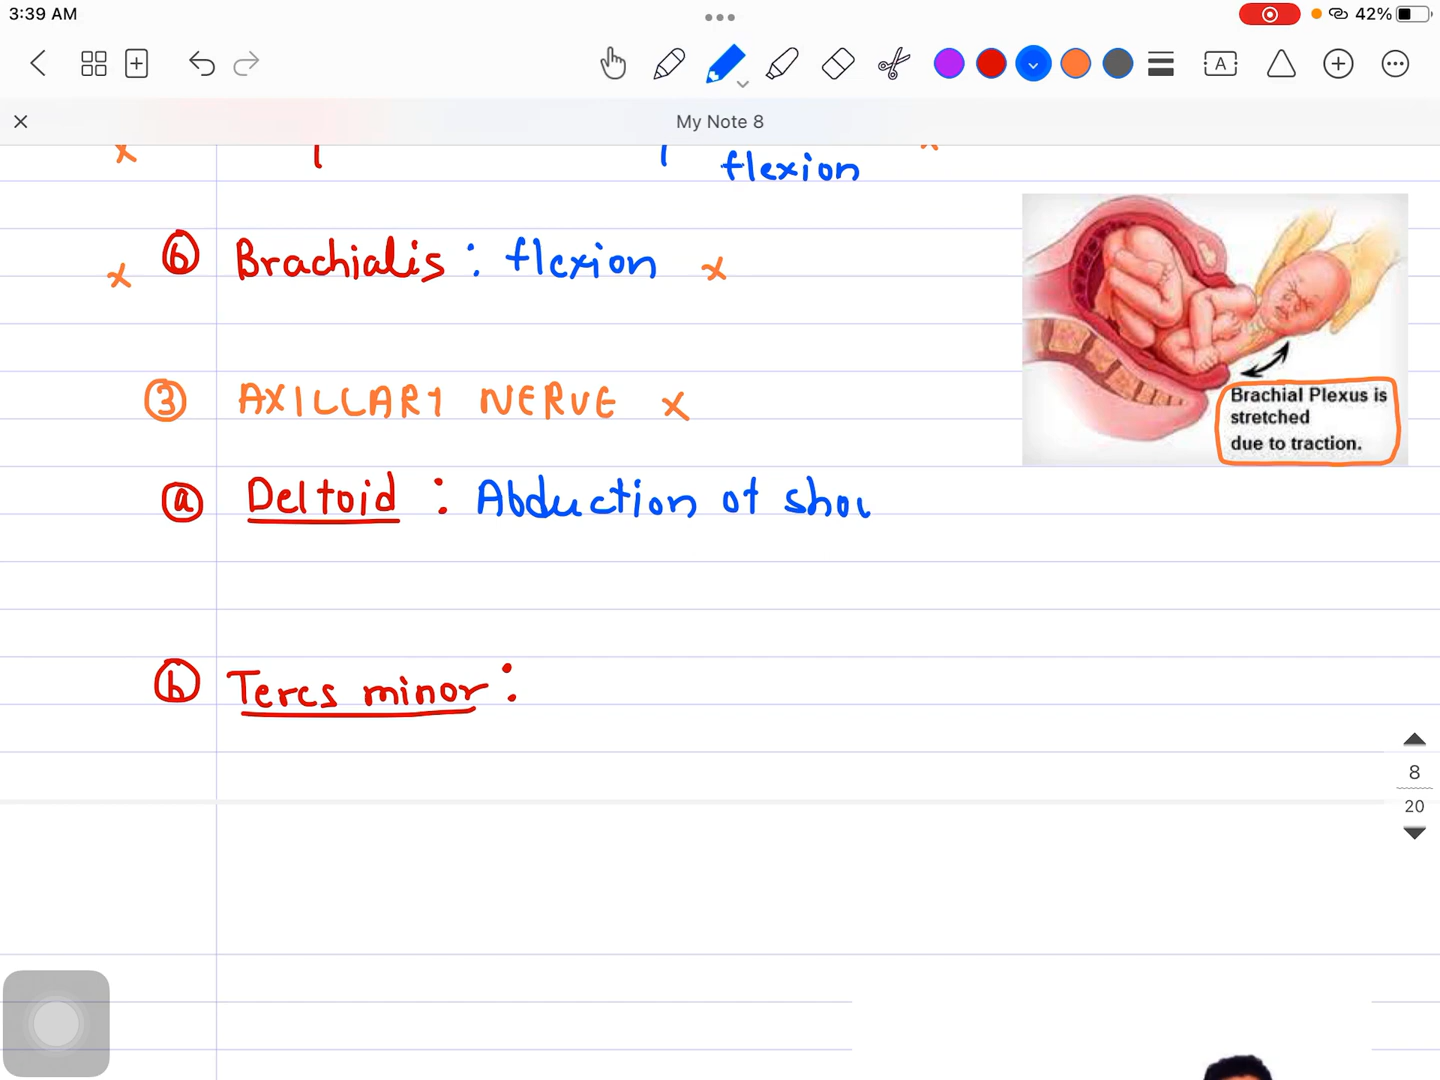 3:39 AM
42%
A
My Note 8
flexion
b Brachialis : flexion x
x
3 AXILLARY NERVE x
Brachial Plexus is
stretched
due to traction.
a Deltoid : Abduction of shou
b Teres minor :
8
20